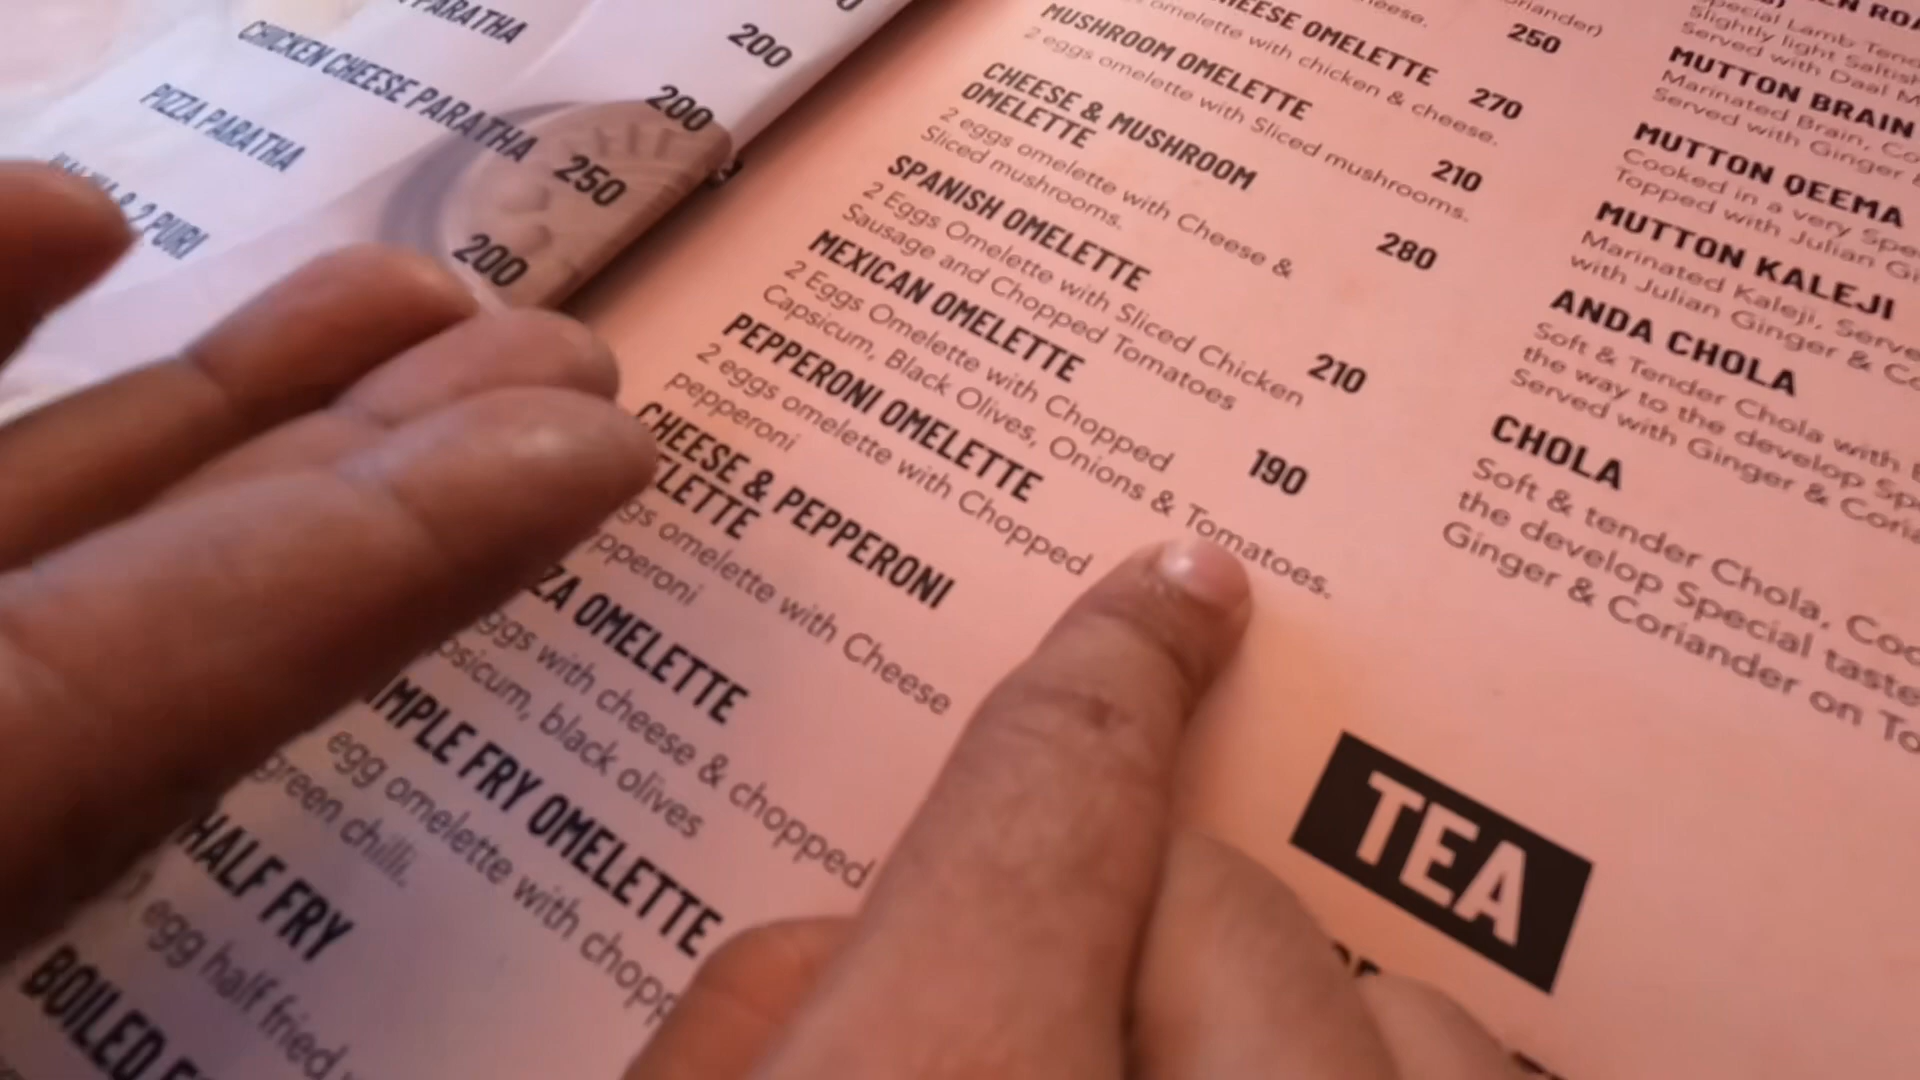 PARATHA
CHICKEN CHEESE PARATHA
200
PIZZA PARATHA
200
250
& 2 PURI
200
CHEESE OMELETTE
250
omelette with chicken & cheese.
MUSHROOM OMELETTE
270
2 eggs omelette with Sliced mushrooms.
CHEESE & MUSHROOM
OMELETTE
210
2 eggs omelette with Cheese &
Sliced mushrooms.
280
SPANISH OMELETTE
2 Eggs Omelette with Sliced Chicken
Sausage and Chopped Tomatoes
210
MEXICAN OMELETTE
2 Eggs Omelette with Chopped
Capsicum, Black Olives, Onions & Tomatoes.
190
PEPPERONI OMELETTE
2 eggs omelette with Chopped
pepperoni
CHEESE & PEPPERONI
omelette with Cheese
OMELETTE
eggs with cheese & chopped
black olives
FRY OMELETTE
egg omelette with
green chilli.
HALF FRY
1 egg half fried
BOILED
Special Lamb
Slightly light
Served with Daal
MUTTON BRAIN
Marinated Brain,
Served with Ginger
MUTTON QEEMA
Cooked in a very
Topped with Julian
MUTTON KALEJI
Marinated Kaleji,
with Julian Ginger &
ANDA CHOLA
Soft & Tender Chola with
the way to the develop
Served with Ginger &
CHOLA
Soft & tender Chola,
the develop Special taste
Ginger & Coriander on
TEA